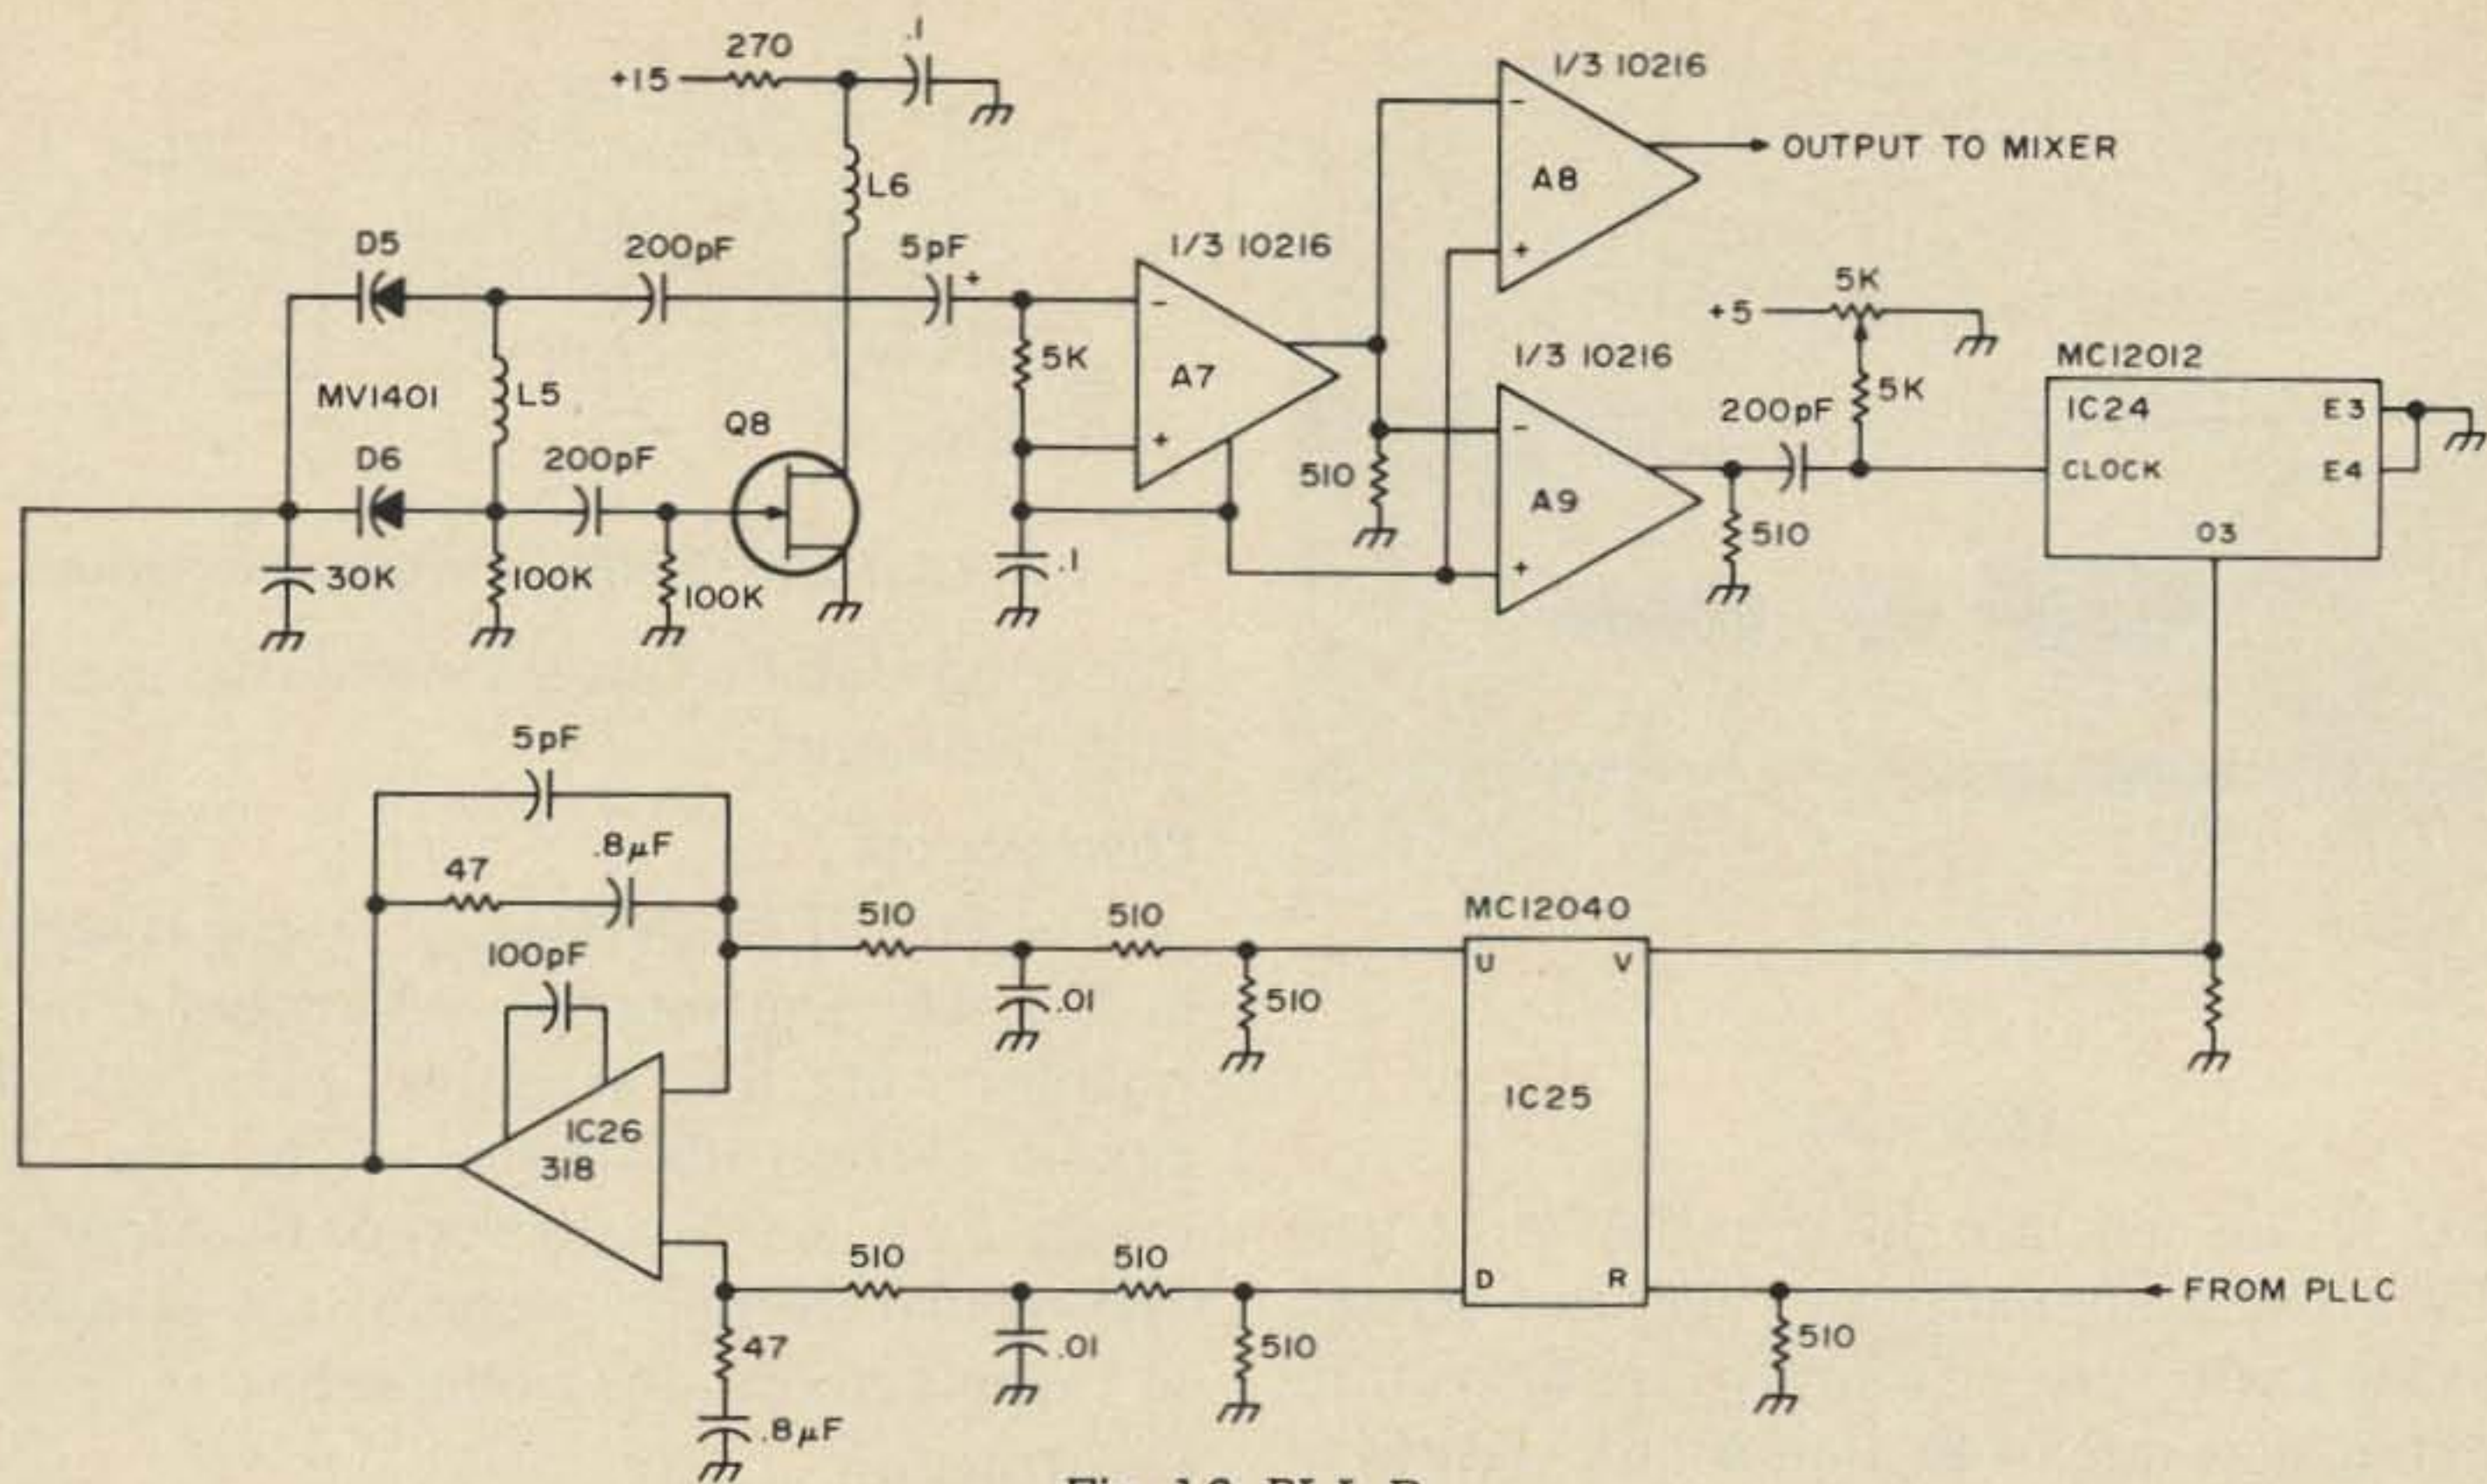 .1
270
+15
1/3 10216
OUTPUT TO MIXER
A8
L6
D5
200pF
5pF
+
1/3 10216
-
+
5K
+5
MV1401
L5
5K
A7
-
+
1/3 10216
5K
MC12012
IC24
E3
CLOCK
E4
O3
D6
200pF
Q8
510
A9
-
+
200pF
510
30K
100K
100K
.1
5pF
47
.8µF
100pF
510
510
MC12040
U
V
.01
510
IC26
318
IC25
510
510
D
R
FROM PLLC
47
.01
510
510
.8µF